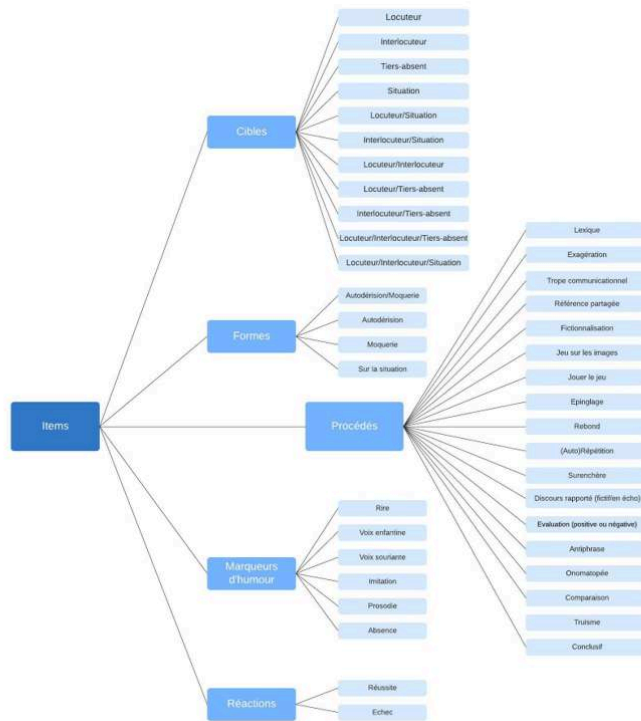 Items
Cibles
Locuteur
Interlocuteur
Tiers-absent
Situation
Locuteur/Situation
Interlocuteur/Situation
Locuteur/Interlocuteur
Locuteur/Tiers-absent
Interlocuteur/Tiers-absent
Locuteur/Interlocuteur/Tiers-absent
Locuteur/Interlocuteur/Situation
Formes
Autodérision/Moquerie
Autodérision
Moquerie
Sur la situation
Procédés
Lexique
Exagération
Trope communicationnel
Référence partagée
Fictionnalisation
Jeu sur les images
Jouer le jeu
Epinglage
Rebond
(Auto)Répétition
Surenchère
Discours rapporté (fictif/en écho)
Evaluation (positive ou négative)
Antiphrase
Onomatopée
Comparaison
Truisme
Conclusif
Marqueurs
d'humour
Rire
Voix enfantine
Voix souriante
Imitation
Prosodie
Absence
Réactions
Réussite
Echec